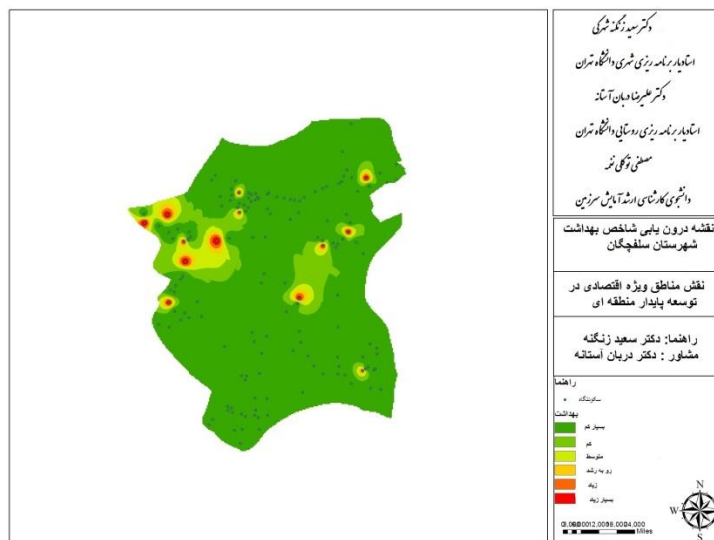 دکتر سعید زنگنه شهرکی
استادیار برنامه ریزی شهری دانشگاه تهران
دکتر علیرضا دربان آستانه
استادیار برنامه ریزی روستایی دانشگاه تهران
مصطفی توکلی نغمه
دانشجوی کارشناسی ارشد آمایش سرزمین
نقشه درون یابی شاخص بهداشت
شهرستان سلفچگان
نقش مناطق ویژه اقتصادی در
توسعه پایدار منطقه ای
راهنما: دکتر سعید زنگنه
مشاور : دکتر دربان آستانه
راهنما
سکونتگاه
بهداشت
بسیار کم
کم
متوسط
رو به رشد
زیاد
بسیار زیاد
N
W
E
S
Miles